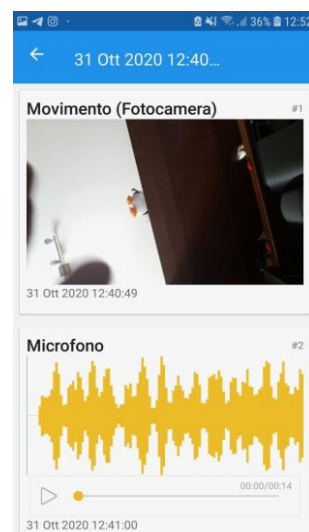 36% 12:52
31 Ott 2020 12:40...
Movimento (Fotocamera) #1
31 Ott 2020 12:40:49
Microfono #2
00:00/00:14
31 Ott 2020 12:41:00